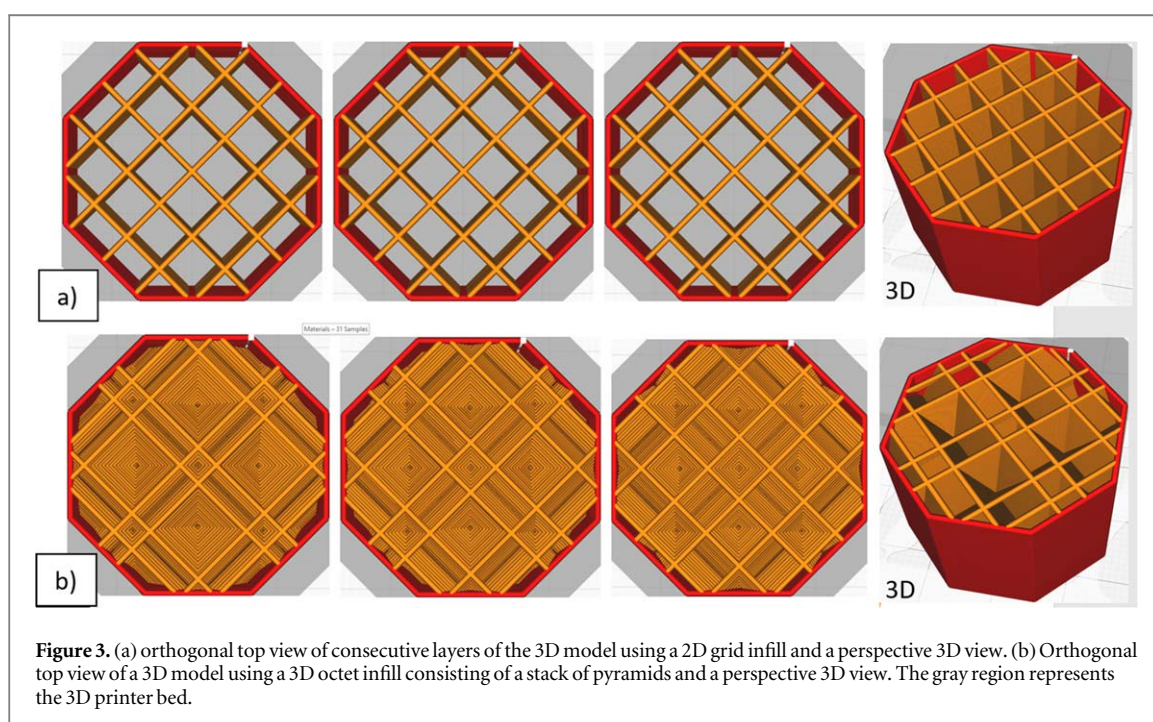 a)
3D
Materials – 31 Samples
b)
3D
Figure 3. (a) orthogonal top view of consecutive layers of the 3D model using a 2D grid infill and a perspective 3D view. (b) Orthogonal
top view of a 3D model using a 3D octet infill consisting of a stack of pyramids and a perspective 3D view. The gray region represents
the 3D printer bed.